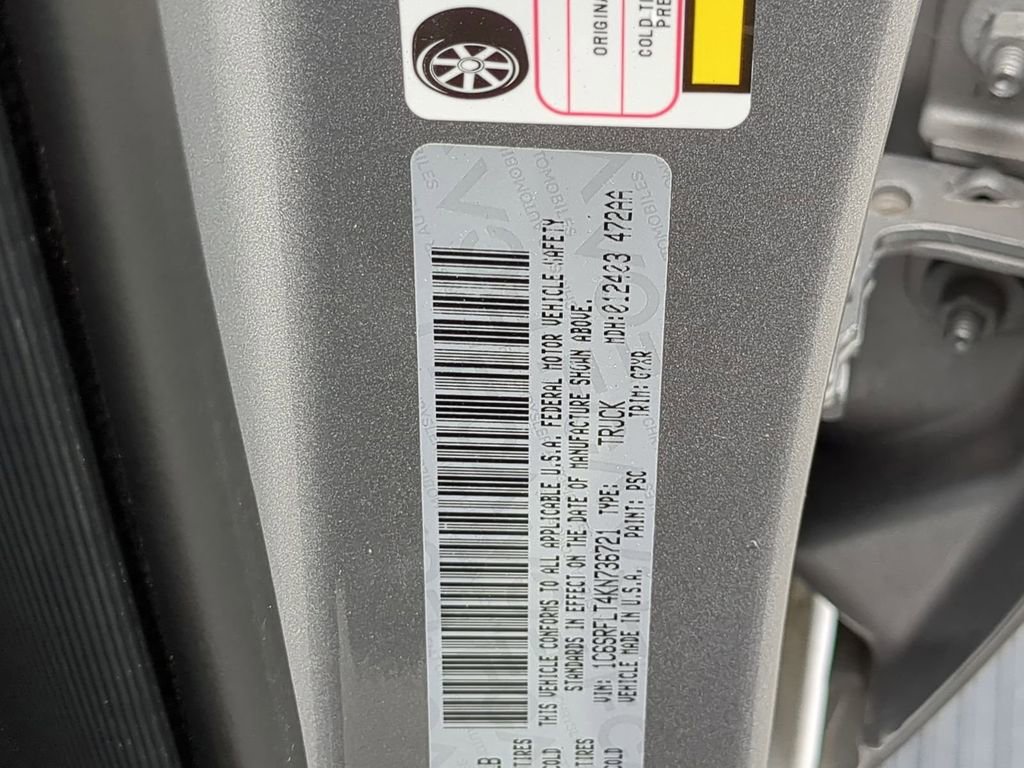 ORIGINA
COLD TI
PRE
THIS VEHICLE CONFORMS TO ALL APPLICABLE U.S.A. FEDERAL MOTOR VEHICLE SAFETY
STANDARDS IN EFFECT ON THE DATE OF MANUFACTURE SHOWN ABOVE.
VIN: 1C6SRFLT4KN736721 TYPE: TRUCK MDH:012403 472AA
VEHICLE MADE IN U.S.A. PAINT: PSC TRIM: G7XR
LB
TIRES
COLD
TIRES
COLD